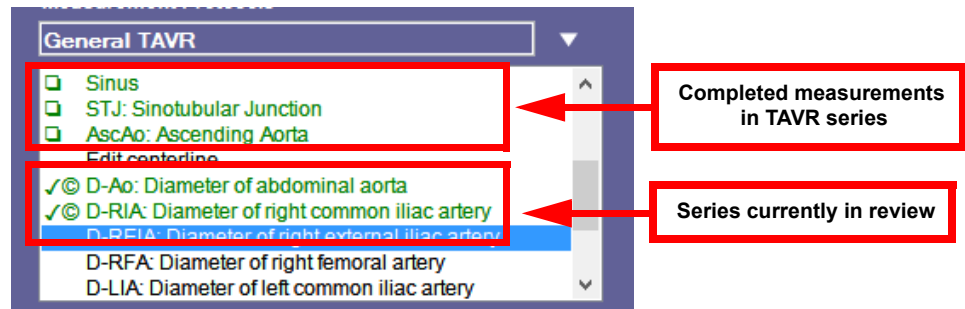 Measurement Protocols
General TAVR
Sinus
STJ: Sinotubular Junction
AscAo: Ascending Aorta
Edit centerline
✓© D-Ao: Diameter of abdominal aorta
✓© D-RIA: Diameter of right common iliac artery
D-REIA: Diameter of right external iliac artery
D-RFA: Diameter of right femoral artery
D-LIA: Diameter of left common iliac artery
Completed measurements
in TAVR series
Series currently in review